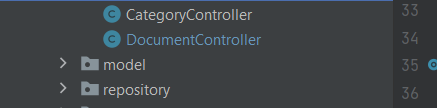 CategoryController
DocumentController
model
repository
33
34
35
36